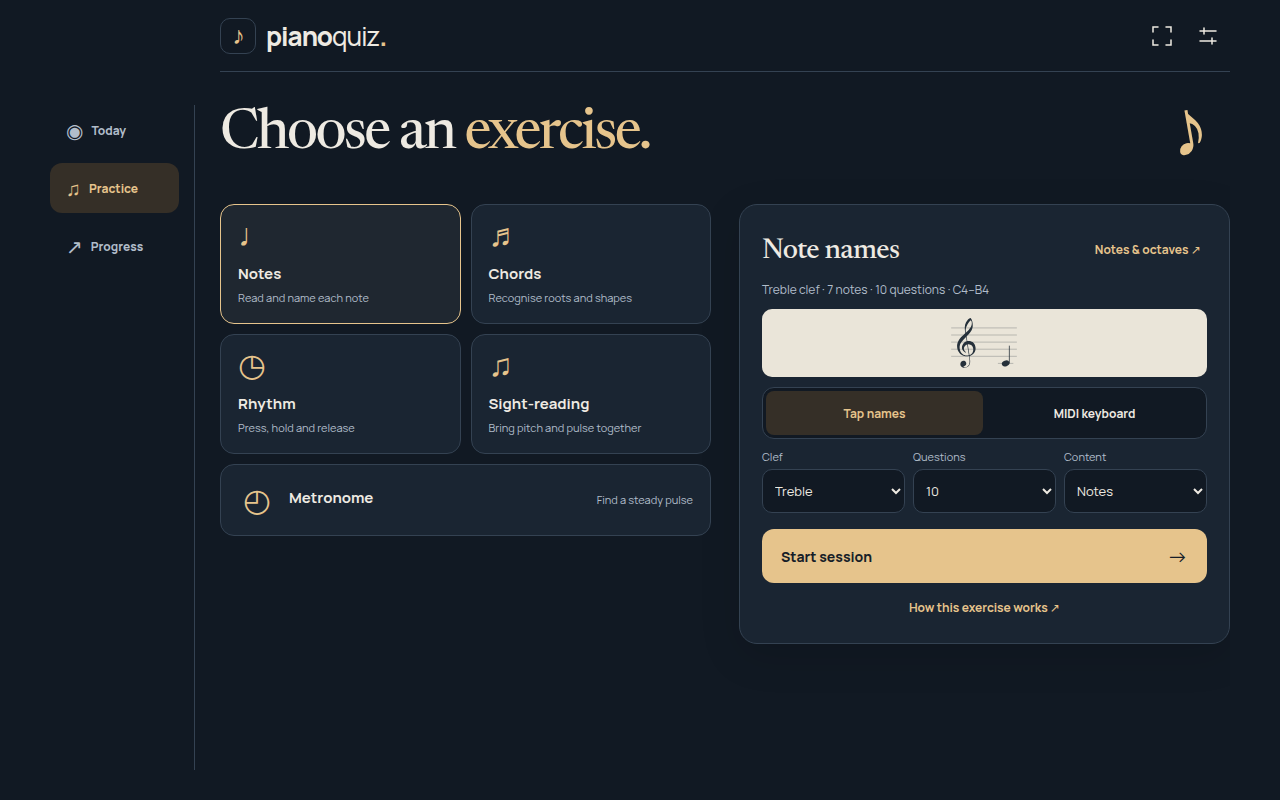 pianoquiz.
Today
Practice
Progress
Choose an exercise.
Notes
Read and name each note
Chords
Recognise roots and shapes
Rhythm
Press, hold and release
Sight-reading
Bring pitch and pulse together
Metronome
Find a steady pulse
Note names
Notes & octaves ↗
Treble clef · 7 notes · 10 questions · C4–B4
Tap names
MIDI keyboard
Clef
Questions
Content
Treble
10
Notes
Start session →
How this exercise works ↗